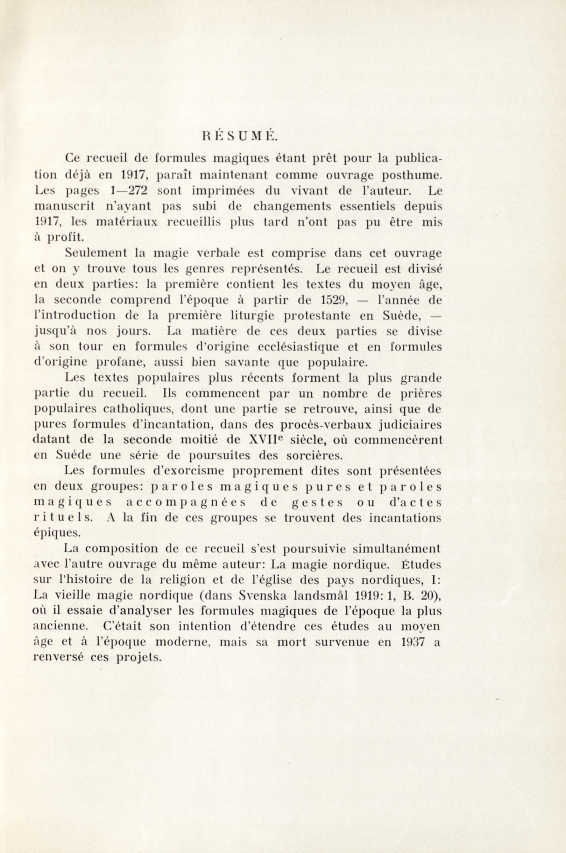 RÉSUMÉ.
Ce recueil de formules magiques étant prêt pour la publica-
tion déjà en 1917, paraît maintenant comme ouvrage posthume.
Les pages 1—272 sont imprimées du vivant de l'auteur. Le
manuscrit n'ayant pas subi de changements essentiels depuis
1917, les matériaux recueillis plus tard n'ont pas pu être mis
à profit.
Seulement la magie verbale est comprise dans cet ouvrage
et on y trouve tous les genres représentés. Le recueil est divisé
en deux parties: la première contient les textes du moyen âge,
la seconde comprend l'époque à partir de 1529, — l'année de
l'introduction de la première liturgie protestante en Suède, —
jusqu'à nos jours. La matière de ces deux parties se divise
à son tour en formules d'origine ecclésiastique et en formules
d'origine profane, aussi bien savante que populaire.
Les textes populaires plus récents forment la plus grande
partie du recueil. Ils commencent par un nombre de prières
populaires catholiques, dont une partie se retrouve, ainsi que de
pures formules d'incantation, dans des procès-verbaux judiciaires
datant de la seconde moitié de XVIIe siècle, où commencèrent
en Suède une série de poursuites des sorcières.
Les formules d'exorcisme proprement dites sont présentées
en deux groupes: paroles magiques pures et paroles
magiques accompagnées de gestes ou d'actes
rituels. A la fin de ces groupes se trouvent des incantations
épiques.
La composition de ce recueil s'est poursuivie simultanément
avec l'autre ouvrage du même auteur: La magie nordique. Études
sur l'histoire de la religion et de l'église des pays nordiques, I:
La vieille magie nordique (dans Svenska landsmål 1919: 1, B. 20),
où il essaie d'analyser les formules magiques de l'époque la plus
ancienne. C'était son intention d'étendre ces études au moyen
âge et à l'époque moderne, mais sa mort survenue en 1937 a
renversé ces projets.